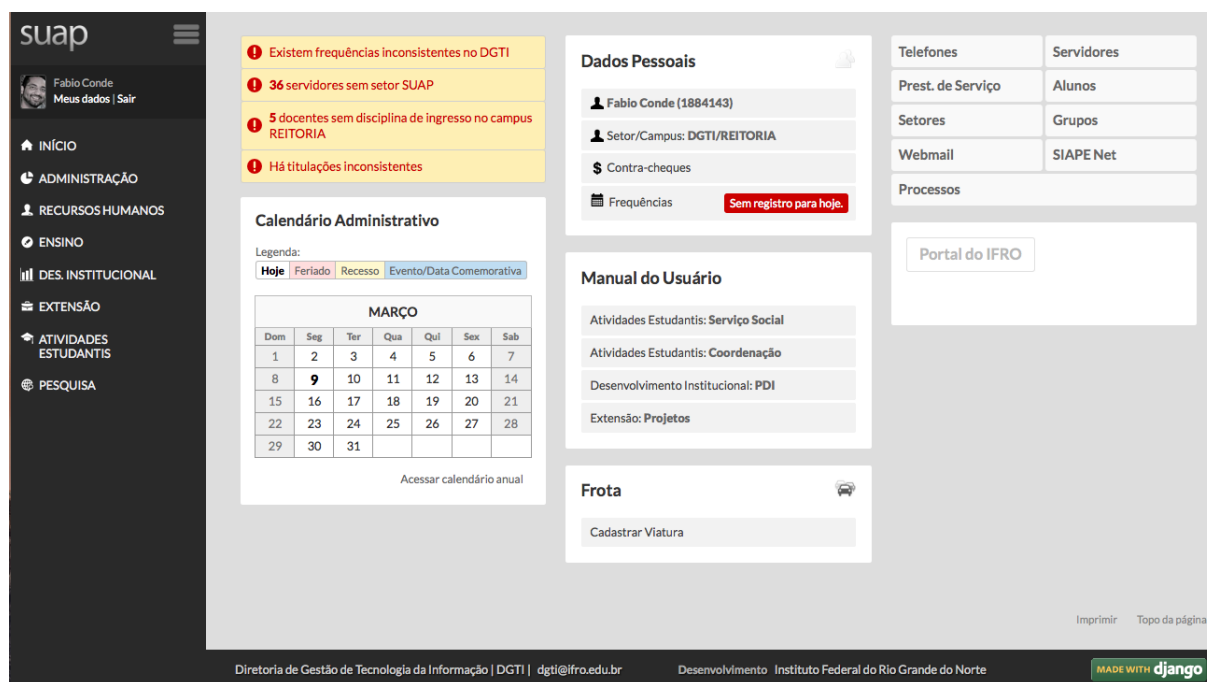 suap
Fabio Conde
Meus dados | Sair
INÍCIO
ADMINISTRAÇÃO
RECURSOS HUMANOS
ENSINO
DES. INSTITUCIONAL
EXTENSÃO
ATIVIDADES
ESTUDANTIS
PESQUISA
Existem frequências inconsistentes no DGTI
36 servidores sem setor SUAP
5 docentes sem disciplina de ingresso no campus
REITORIA
Há titulações inconsistentes
Calendário Administrativo
Legenda:
Hoje Feriado Recesso Evento/Data Comemorativa
MARÇO
Dom Seg Ter Qua Qui Sex Sab
1 2 3 4 5 6 7
8 9 10 11 12 13 14
15 16 17 18 19 20 21
22 23 24 25 26 27 28
29 30 31
Acessar calendário anual
Dados Pessoais
Fabio Conde (1884143)
Setor/Campus: DGTI/REITORIA
$ Contra-cheques
Frequências Sem registro para hoje.
Manual do Usuário
Atividades Estudantis: Serviço Social
Atividades Estudantis: Coordenação
Desenvolvimento Institucional: PDI
Extensão: Projetos
Frota
Cadastrar Viatura
Telefones Servidores
Prest. de Serviço Alunos
Setores Grupos
Webmail SIAPE Net
Processos
Portal do IFRO
Imprimir Topo da página
Diretoria de Gestão de Tecnologia da Informação | DGTI | dgti@ifro.edu.br Desenvolvimento Instituto Federal do Rio Grande do Norte MADE WITH django